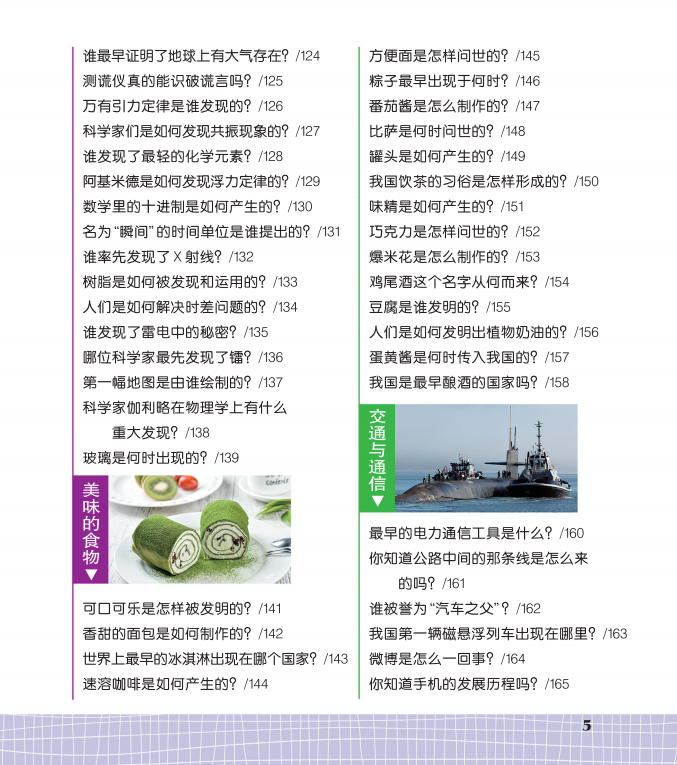 谁最早证明了地球上有大气存在？/124
测谎仪真的能识破谎言吗？/125
万有引力定律是谁发现的？/126
科学家们是如何发现共振现象的？/127
谁发现了最轻的化学元素？/128
阿基米德是如何发现浮力定律的？/129
数学里的十进制是如何产生的？/130
名为“瞬间”的时间单位是谁提出的？/131
谁率先发现了X射线？/132
树脂是如何被发现和运用的？/133
人们是如何解决时差问题的？/134
谁发现了雷电中的秘密？/135
哪位科学家最先发现了镭？/136
第一幅地图是由谁绘制的？/137
科学家伽利略在物理学上有什么
重大发现？/138
玻璃是何时出现的？/139
美味的食物▼
可口可乐是怎样被发明的？/141
香甜的面包是如何制作的？/142
世界上最早的冰淇淋出现在哪个国家？/143
速溶咖啡是如何产生的？/144
方便面是怎样问世的？/145
粽子最早出现于何时？/146
番茄酱是怎么制作的？/147
比萨是何时问世的？/148
罐头是如何产生的？/149
我国饮茶的习俗是怎样形成的？/150
味精是如何产生的？/151
巧克力是怎样问世的？/152
爆米花是怎么制作的？/153
鸡尾酒这个名字从何而来？/154
豆腐是谁发明的？/155
人们是如何发明出植物奶油的？/156
蛋黄酱是何时传入我国的？/157
我国是最早酿酒的国家吗？/158
交通与通信▼
最早的电力通信工具是什么？/160
你知道公路中间的那条线是怎么来
的吗？/161
谁被誉为“汽车之父”？/162
我国第一辆磁悬浮列车出现在哪里？/163
微博是怎么一回事？/164
你知道手机的发展历程吗？/165
5